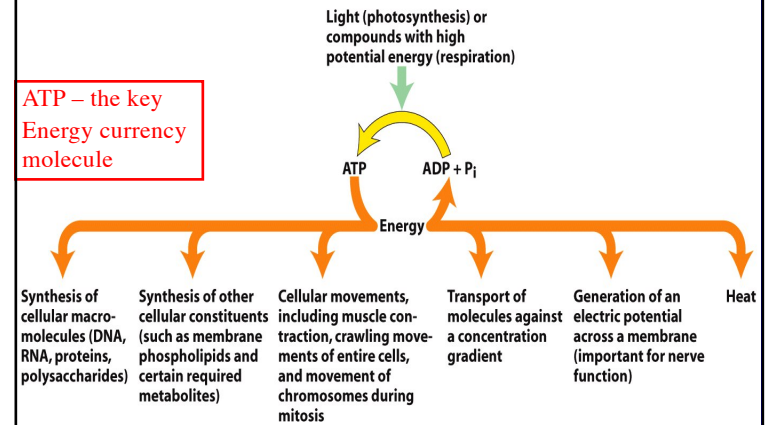 Light (photosynthesis) or
compounds with high
potential energy (respiration)
ATP – the key
Energy currency
molecule
ATP
ADP + Pi
Energy
Synthesis of
cellular macro-
molecules (DNA,
RNA, proteins,
polysaccharides)
Synthesis of other
cellular constituents
(such as membrane
phospholipids and
certain required
metabolites)
Cellular movements,
including muscle con-
traction, crawling move-
ments of entire cells,
and movement of
chromosomes during
mitosis
Transport of
molecules against
a concentration
gradient
Generation of an
electric potential
across a membrane
(important for nerve
function)
Heat